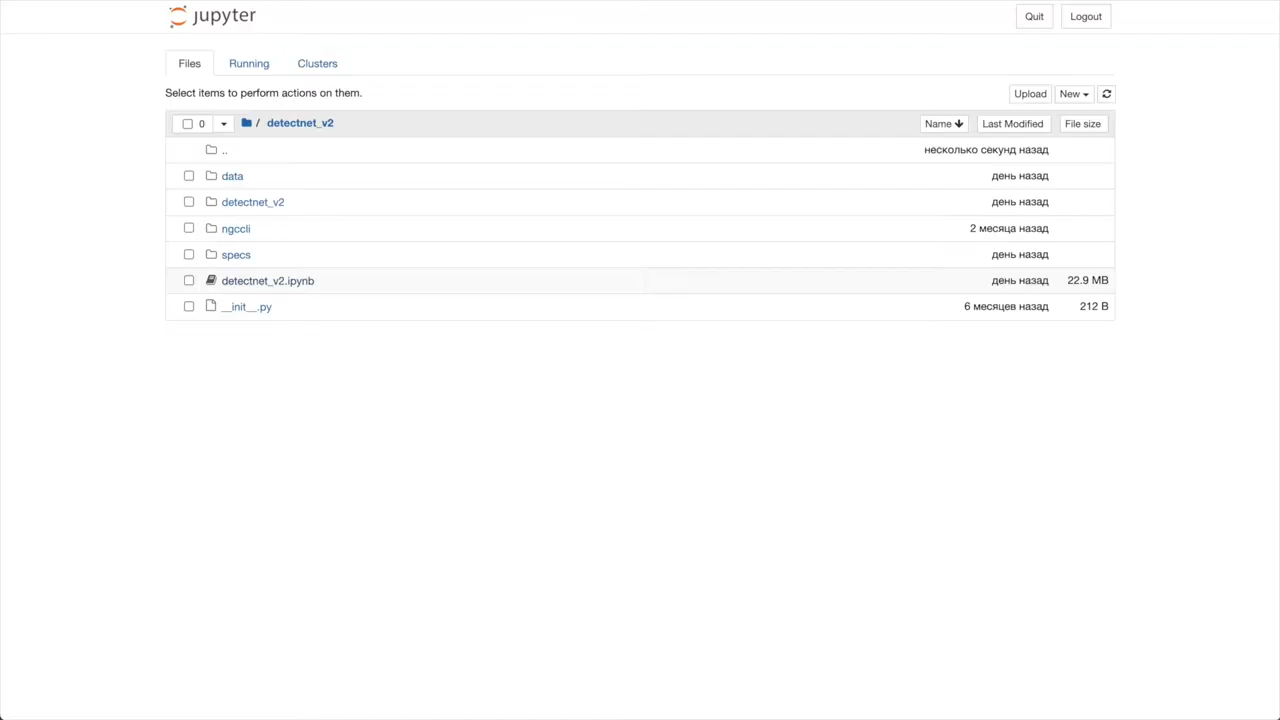 jupyter
Quit
Logout
Files
Running
Clusters
Select items to perform actions on them.
Upload
New
0
/ detectnet_v2
Name
Last Modified
File size
..
несколько секунд назад
data
день назад
detectnet_v2
день назад
ngccli
2 месяца назад
specs
день назад
detectnet_v2.ipynb
день назад
22.9 MB
__init__.py
6 месяцев назад
212 B